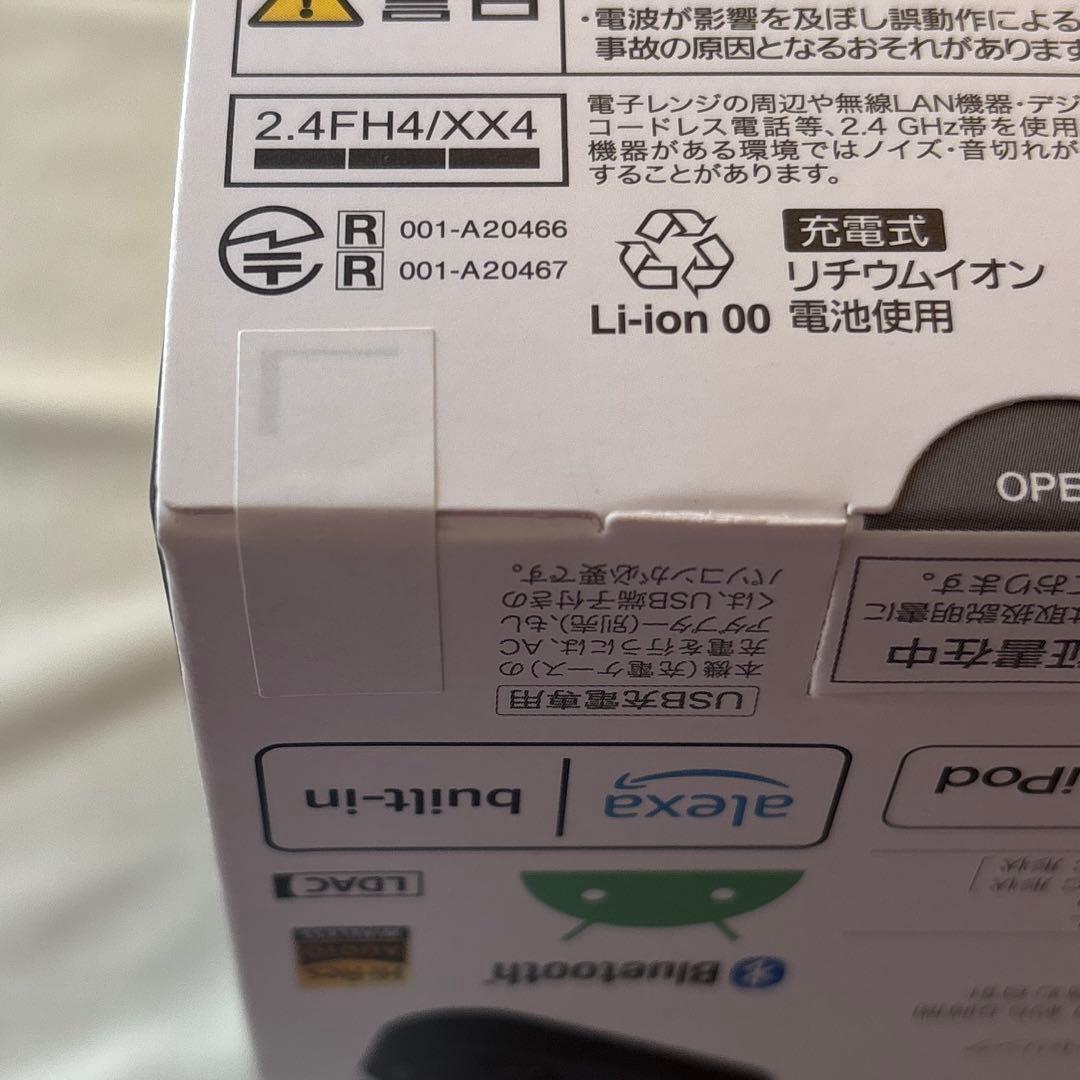 警告
・電波が影響を及ぼし誤動作による
事故の原因となるおそれがあります
2.4FH4/XX4
電子レンジの周辺や無線LAN機器・デジ
コードレス電話等、2.4 GHz帯を使用
機器がある環境ではノイズ・音切れが
することがあります。
R 001-A20466
R 001-A20467
Li-ion 00
充電式
リチウムイオン
電池使用
OPE
USB充電専用
本機(充電ケース)の
充電を行うには、AC
アダプター(別売)、もし
くは、USB端子付きの
パソコンが必要です。
証書在中
取扱説明書に
ております。
alexa
built-in
iPod
LDAC
Hi-Res
AUDIO
WIRELESS
Bluetooth